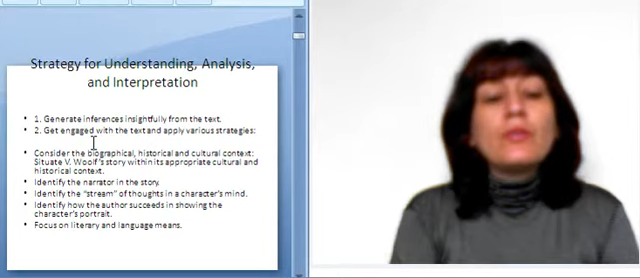 Strategy for Understanding, Analysis,
and Interpretation
• 1. Generate inferences insightfully from the text.
• 2. Get engaged with the text and apply various strategies:
• Consider the biographical, historical and cultural context:
Situate V. Woolf's story within its appropriate cultural and
historical context.
• Identify the narrator in the story.
• Identify the "stream" of thoughts in a character's mind.
• Identify how the author succeeds in showing the
character's portrait.
• Focus on literary and language means.